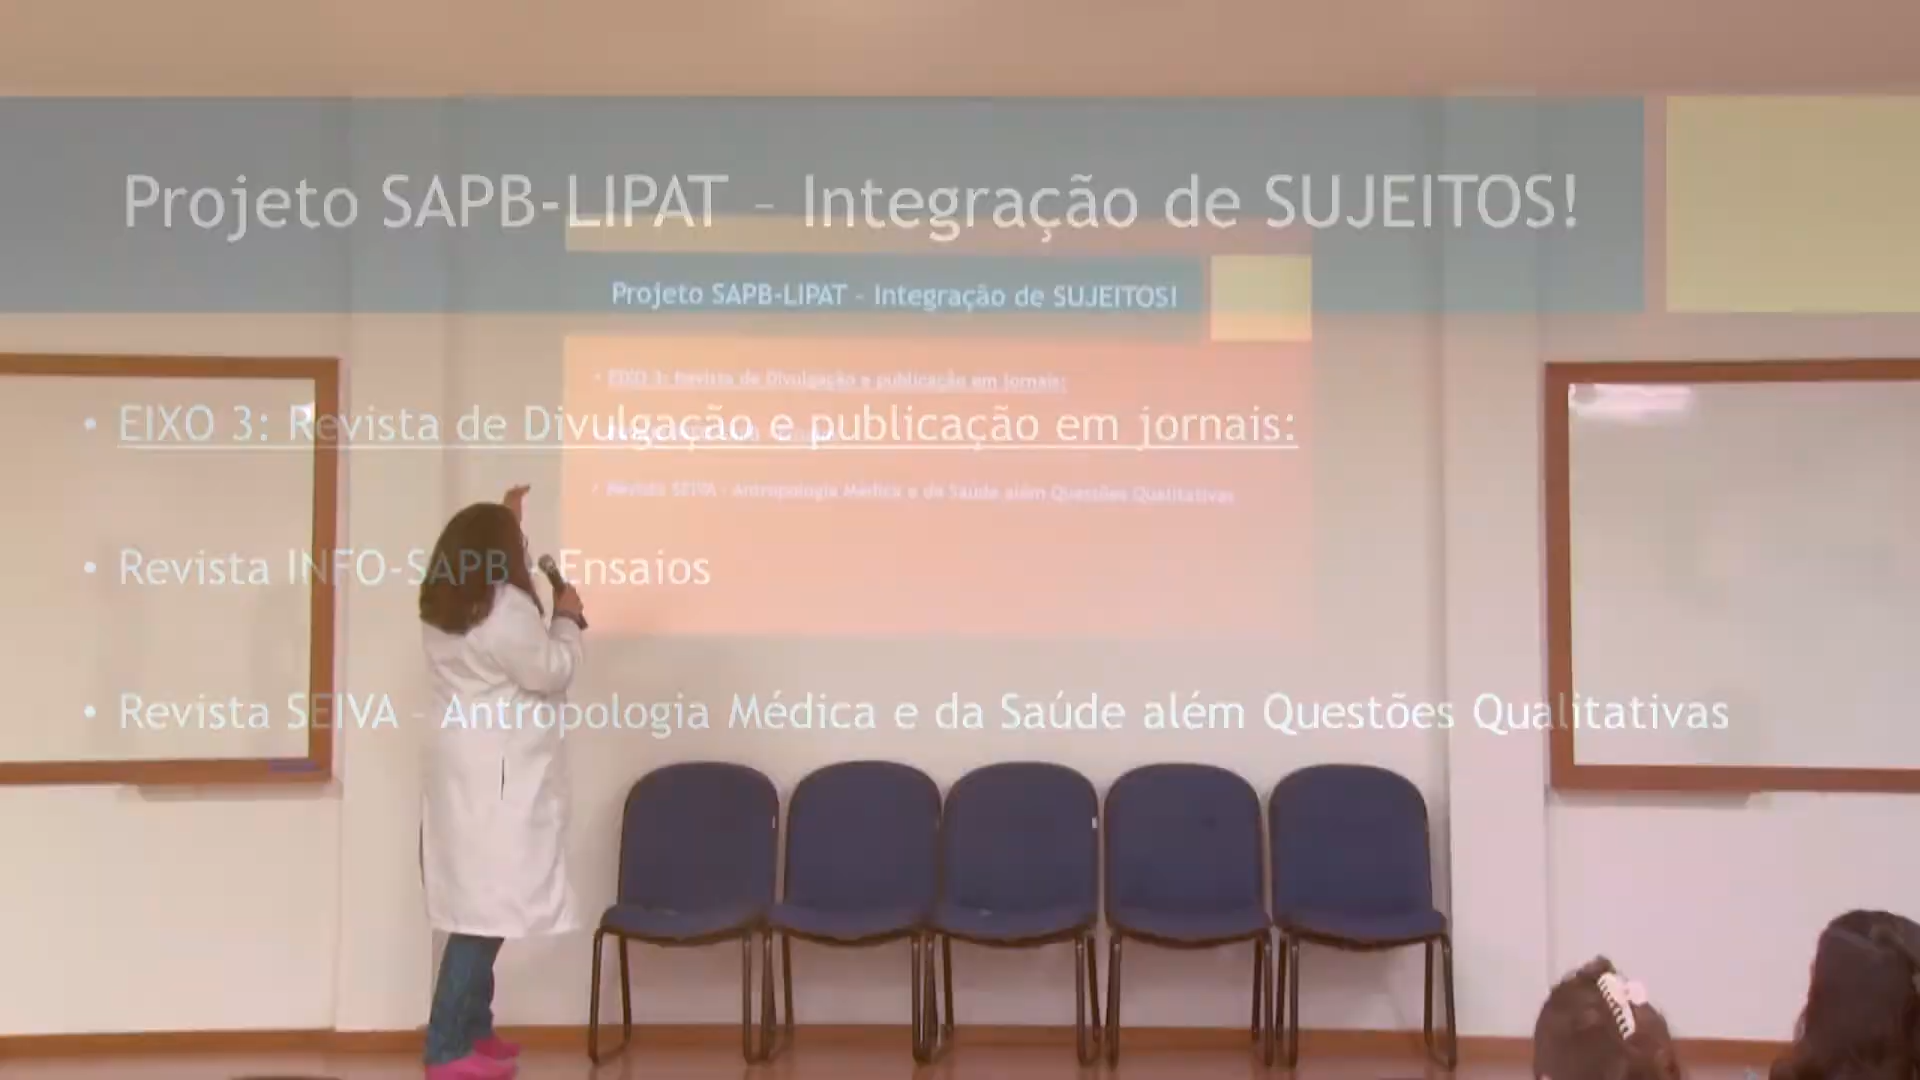 Projeto SAPB-LIPAT – Integração de SUJEITOS!
Projeto SAPB-LIPAT – Integração de SUJEITOS!
• EIXO 3: Revista de Divulgação e publicação em jornais:
• EIXO 3: Revista de Divulgação e publicação em jornais:
• Revista INFO-SAPB – Ensaios
• Revista SEIVA – Antropologia Médica e da Saúde além Questões Qualitativas
• Revista SEIVA – Antropologia Médica e da Saúde além Questões Qualitativas